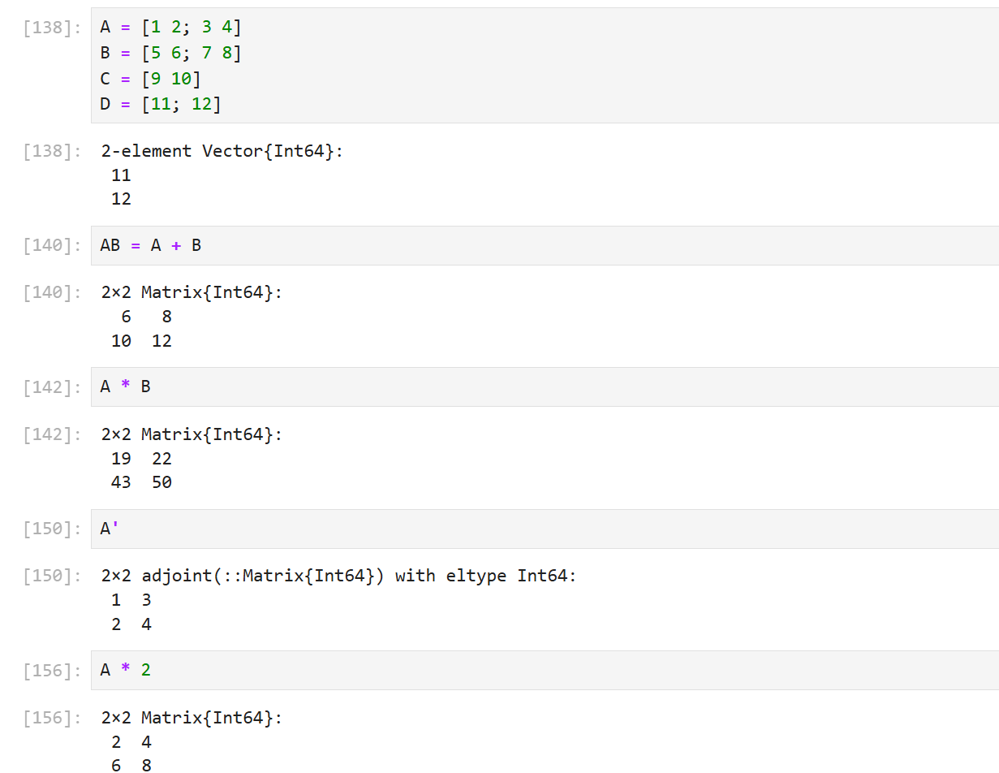 [138]: A = [1 2; 3 4]
B = [5 6; 7 8]
C = [9 10]
D = [11; 12]
[138]: 2-element Vector{Int64}:
11
12
[140]: AB = A + B
[140]: 2×2 Matrix{Int64}:
6 8
10 12
[142]: A * B
[142]: 2×2 Matrix{Int64}:
19 22
43 50
[150]: A'
[150]: 2×2 adjoint(::Matrix{Int64}) with eltype Int64:
1 3
2 4
[156]: A * 2
[156]: 2×2 Matrix{Int64}:
2 4
6 8